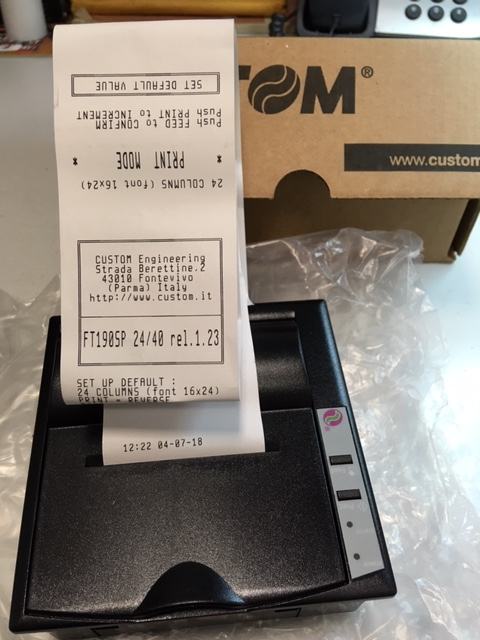 SET DEFAULT VALUE
Push PRINT to INCREMENT
Push FEED to CONFIRM
* PRINT MODE *
24 COLUMNS (font 16x24)
CUSTOM Engineering
Strada Berettine,2
43010 Fontevivo
(Parma) Italy
http://www.custom.it
FT190SP 24/40 rel.1.23
SET UP DEFAULT :
24 COLUMNS (font 16x24)
PRINT = REVERSE
12:22 04-07-18
TOM®
www.custom